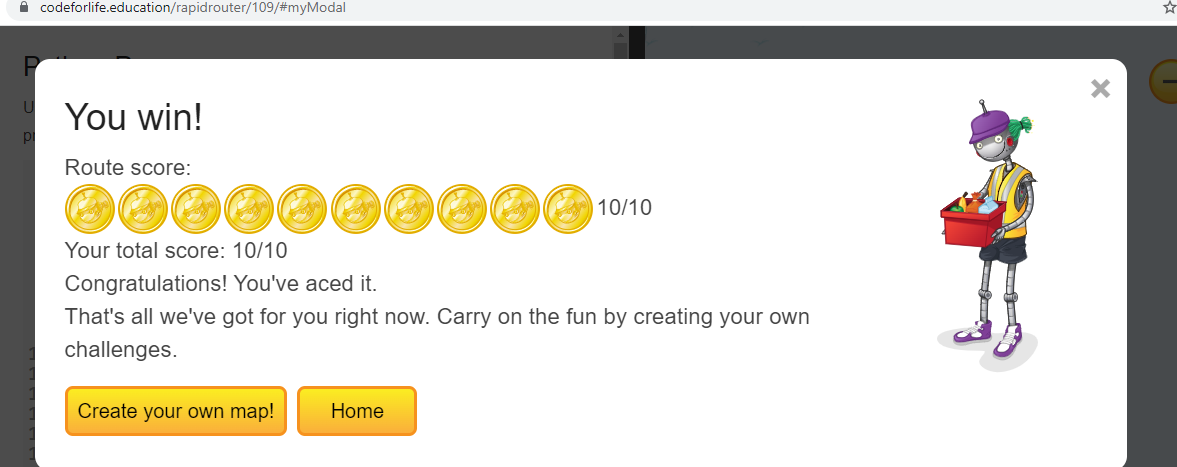 codeforlife.education/rapidrouter/109/#myModal
You win!
Route score:
10/10
Your total score: 10/10
Congratulations! You've aced it.
That's all we've got for you right now. Carry on the fun by creating your own
challenges.
Create your own map!
Home